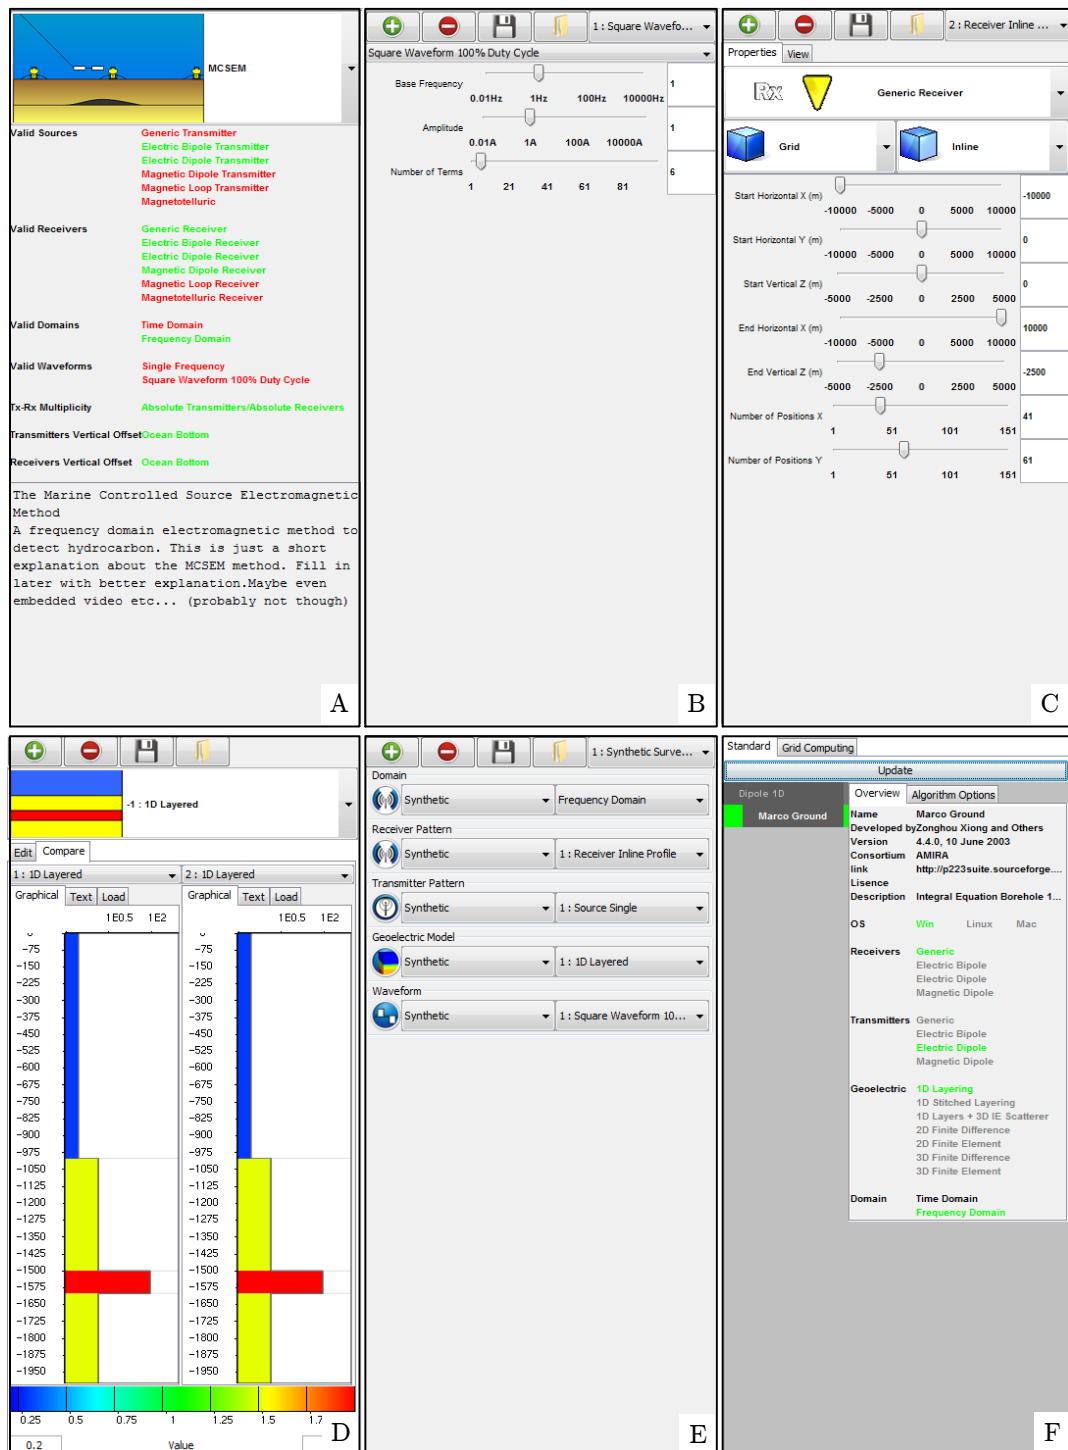 MCSEM
Valid Sources Generic Transmitter
Electric Bipole Transmitter
Electric Dipole Transmitter
Magnetic Dipole Transmitter
Magnetic Loop Transmitter
Magnetotelluric
Valid Receivers Generic Receiver
Electric Bipole Receiver
Electric Dipole Receiver
Magnetic Dipole Receiver
Magnetic Loop Receiver
Magnetotelluric Receiver
Valid Domains Time Domain
Frequency Domain
Valid Waveforms Single Frequency
Square Waveform 100% Duty Cycle
Tx-Rx Multiplicity Absolute Transmitters/Absolute Receivers
Transmitters Vertical Offset Ocean Bottom
Receivers Vertical Offset Ocean Bottom
The Marine Controlled Source Electromagnetic
Method
A frequency domain electromagnetic method to
detect hydrocarbon. This is just a short
explanation about the MCSEM method. Fill in
later with better explanation.Maybe even
embedded video etc... (probably not though)
A
1 : Square Wavefo...
Square Waveform 100% Duty Cycle
Base Frequency 1
0.01Hz 1Hz 100Hz 10000Hz
Amplitude 1
0.01A 1A 100A 10000A
Number of Terms 6
1 21 41 61 81
B
2 : Receiver Inline ...
Properties View
Rx Generic Receiver
Grid Inline
Start Horizontal X (m) -10000
-10000 -5000 0 5000 10000
Start Horizontal Y (m) 0
-10000 -5000 0 5000 10000
Start Vertical Z (m) 0
-5000 -2500 0 2500 5000
End Horizontal X (m) 10000
-10000 -5000 0 5000 10000
End Vertical Z (m) -2500
-5000 -2500 0 2500 5000
Number of Positions X 41
1 51 101 151
Number of Positions Y 61
1 51 101 151
C
-1 : 1D Layered
Edit Compare
1 : 1D Layered 2 : 1D Layered
Graphical Text Load Graphical Text Load
1E0.5 1E2 1E0.5 1E2
-75 -75
-150 -150
-225 -225
-300 -300
-375 -375
-450 -450
-525 -525
-600 -600
-675 -675
-750 -750
-825 -825
-900 -900
-975 -975
-1050 -1050
-1125 -1125
-1200 -1200
-1275 -1275
-1350 -1350
-1425 -1425
-1500 -1500
-1575 -1575
-1650 -1650
-1725 -1725
-1800 -1800
-1875 -1875
-1950 -1950
0.25 0.5 0.75 1 1.25 1.5
0.2 Value
D
1 : Synthetic Surve...
Domain
Synthetic Frequency Domain
Receiver Pattern
Synthetic 1 : Receiver Inline Profile
Transmitter Pattern
Synthetic 1 : Source Single
Geoelectric Model
Synthetic 1 : 1D Layered
Waveform
Synthetic 1 : Square Waveform 10...
E
Standard Grid Computing
Update
Dipole 1D
Marco Ground
Overview Algorithm Options
Name Marco Ground
Developed by Zonghou Xiong and Others
Version 4.4.0, 10 June 2003
Consortium AMIRA
link http://p223suite.sourceforge....
Lisence
Description Integral Equation Borehole 1...
OS Win Linux Mac
Receivers Generic
Electric Bipole
Electric Dipole
Magnetic Dipole
Transmitters Generic
Electric Bipole
Electric Dipole
Magnetic Dipole
Geoelectric 1D Layering
1D Stitched Layering
1D Layers + 3D IE Scatterer
2D Finite Difference
2D Finite Element
3D Finite Difference
3D Finite Element
Domain Time Domain
Frequency Domain
F